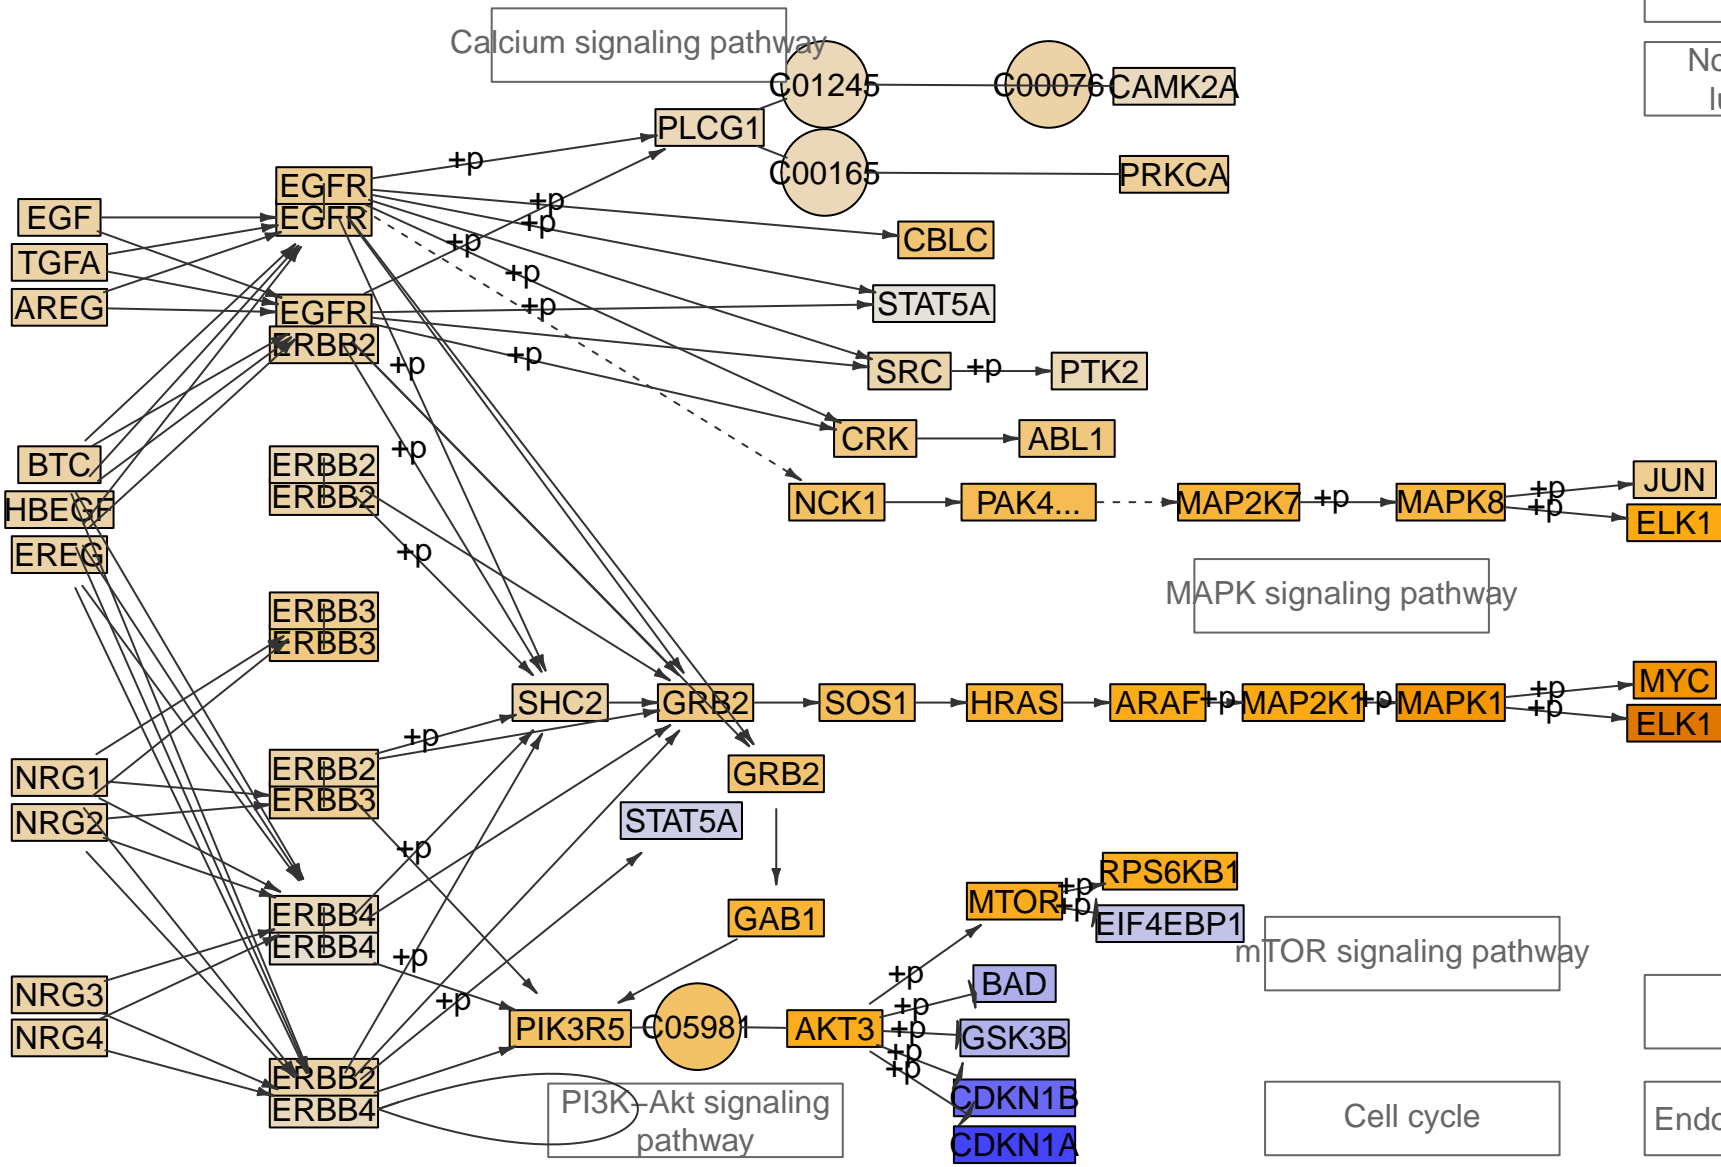 Calcium signaling pathway
No
lu
C01245
C00076
CAMK2A
PLCG1
C00165
PRKCA
+p
EGFR
EGFR
EGF
+p
+p
CBLC
TGFA
+p
+p
STAT5A
AREG
EGFR
+p
ERBB2
+p
+p
SRC
+p
PTK2
CRK
ABL1
BTC
ERBB2
+p
ERBB2
HBEGF
NCK1
PAK4...
MAP2K7
+p
MAPK8
+p
+p
JUN
ELK1
EREG
+p
MAPK signaling pathway
ERBB3
ERBB3
SHC2
GRB2
SOS1
HRAS
ARAF
+p
MAP2K1
+p
MAPK1
+p
+p
MYC
ELK1
+p
NRG1
ERBB2
ERBB3
GRB2
NRG2
STAT5A
+p
RPS6KB1
+p
+p
MTOR
EIF4EBP1
ERBB4
ERBB4
GAB1
mTOR signaling pathway
+p
+p
BAD
NRG3
+p
+p
NRG4
PIK3R5
C05981
AKT3
+p
GSK3B
+p
+p
ERBB2
ERBB4
PI3K–Akt signaling
pathway
CDKN1B
CDKN1A
Cell cycle
Endo